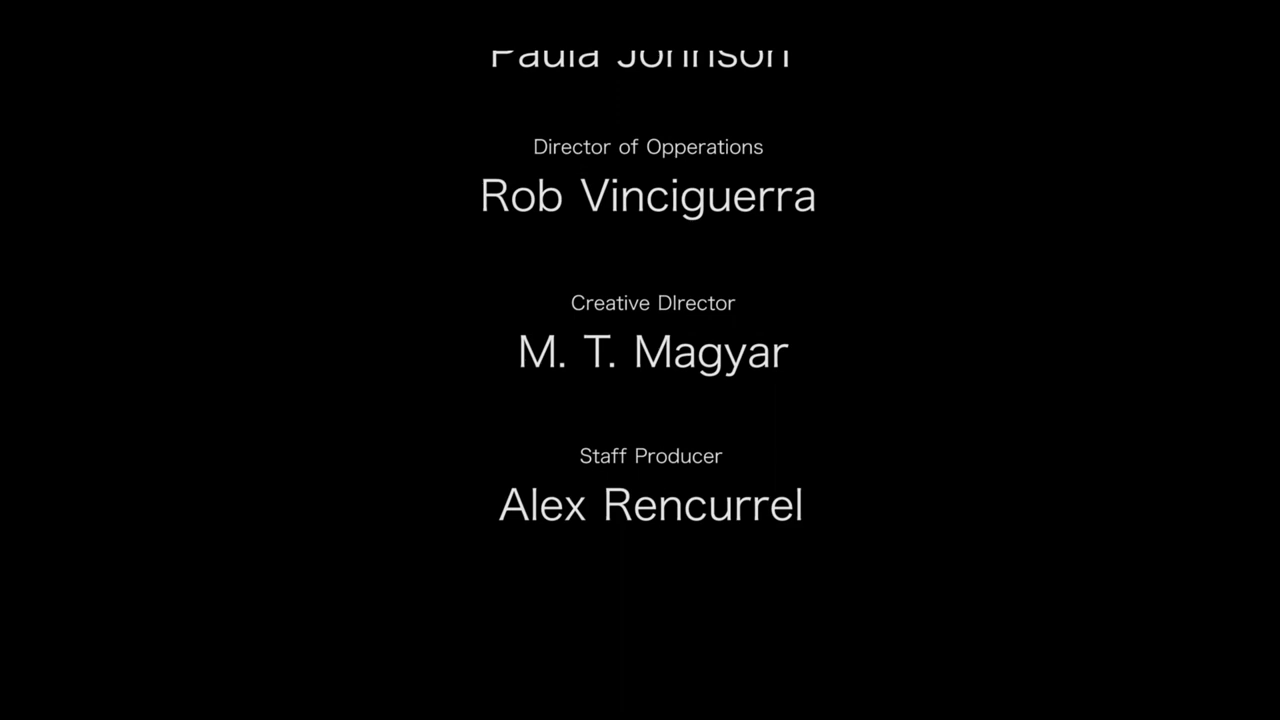 Paula Johnson
Director of Opperations
Rob Vinciguerra
Creative DIrector
M. T. Magyar
Staff Producer
Alex Rencurrel